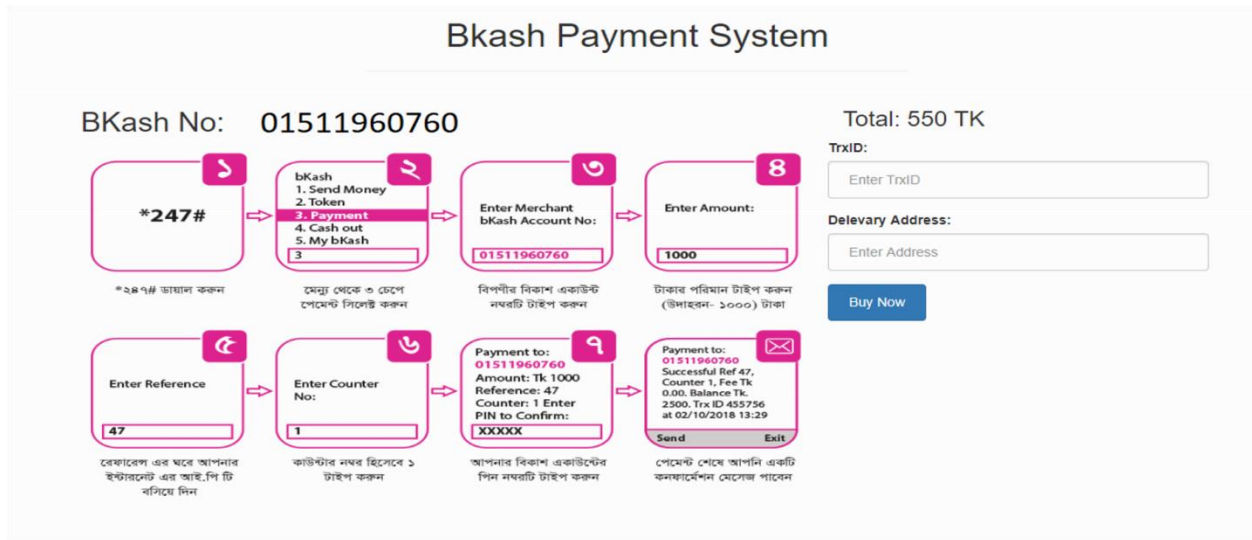 Bkash Payment System
BKash No: 01511960760
১
*247#
*২৪৭# ডায়াল করুন
২
bKash
1. Send Money
2. Token
3. Payment
4. Cash out
5. My bKash
3
মেন্যু থেকে ৩ চেপে
পেমেন্ট সিলেক্ট করুন
৩
Enter Merchant
bKash Account No:
01511960760
বিপণীর বিকাশ একাউন্ট
নম্বরটি টাইপ করুন
৪
Enter Amount:
1000
টাকার পরিমান টাইপ করুন
(উদাহরন- ১০০০) টাকা
৫
Enter Reference
47
রেফারেন্স এর ঘরে আপনার
ইন্টারনেট এর আই.পি টি
বসিয়ে দিন
৬
Enter Counter
No:
1
কাউন্টার নম্বর হিসেবে ১
টাইপ করুন
৭
Payment to:
01511960760
Amount: Tk 1000
Reference: 47
Counter: 1 Enter
PIN to Confirm:
XXXXX
আপনার বিকাশ একাউন্টের
পিন নম্বরটি টাইপ করুন
Payment to:
01511960760
Successful Ref 47,
Counter 1, Fee Tk
0.00. Balance Tk.
2500. Trx ID 455756
at 02/10/2018 13:29
Send Exit
পেমেন্ট শেষে আপনি একটি
কনফার্মেশন মেসেজ পাবেন
Total: 550 TK
TrxID:
Enter TrxID
Delevary Address:
Enter Address
Buy Now